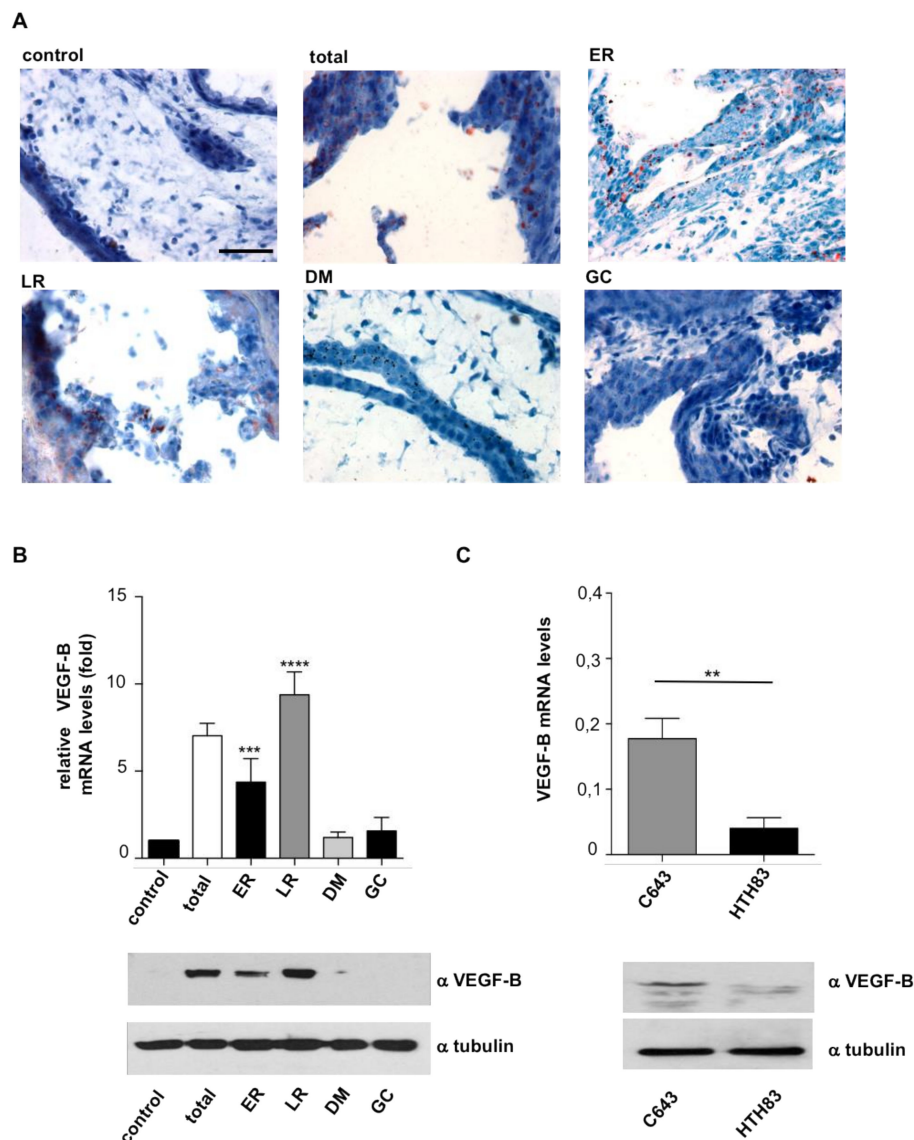 A
control
total
ER
LR
DM
GC
B
C
relative VEGF-B
mRNA levels (fold)
15
10
5
0
***
****
control
total
ER
LR
DM
GC
VEGF-B mRNA levels
0,4
0,3
0,2
0,1
0
**
C643
HTH83
α VEGF-B
α tubulin
control
total
ER
LR
DM
GC
α VEGF-B
α tubulin
C643
HTH83